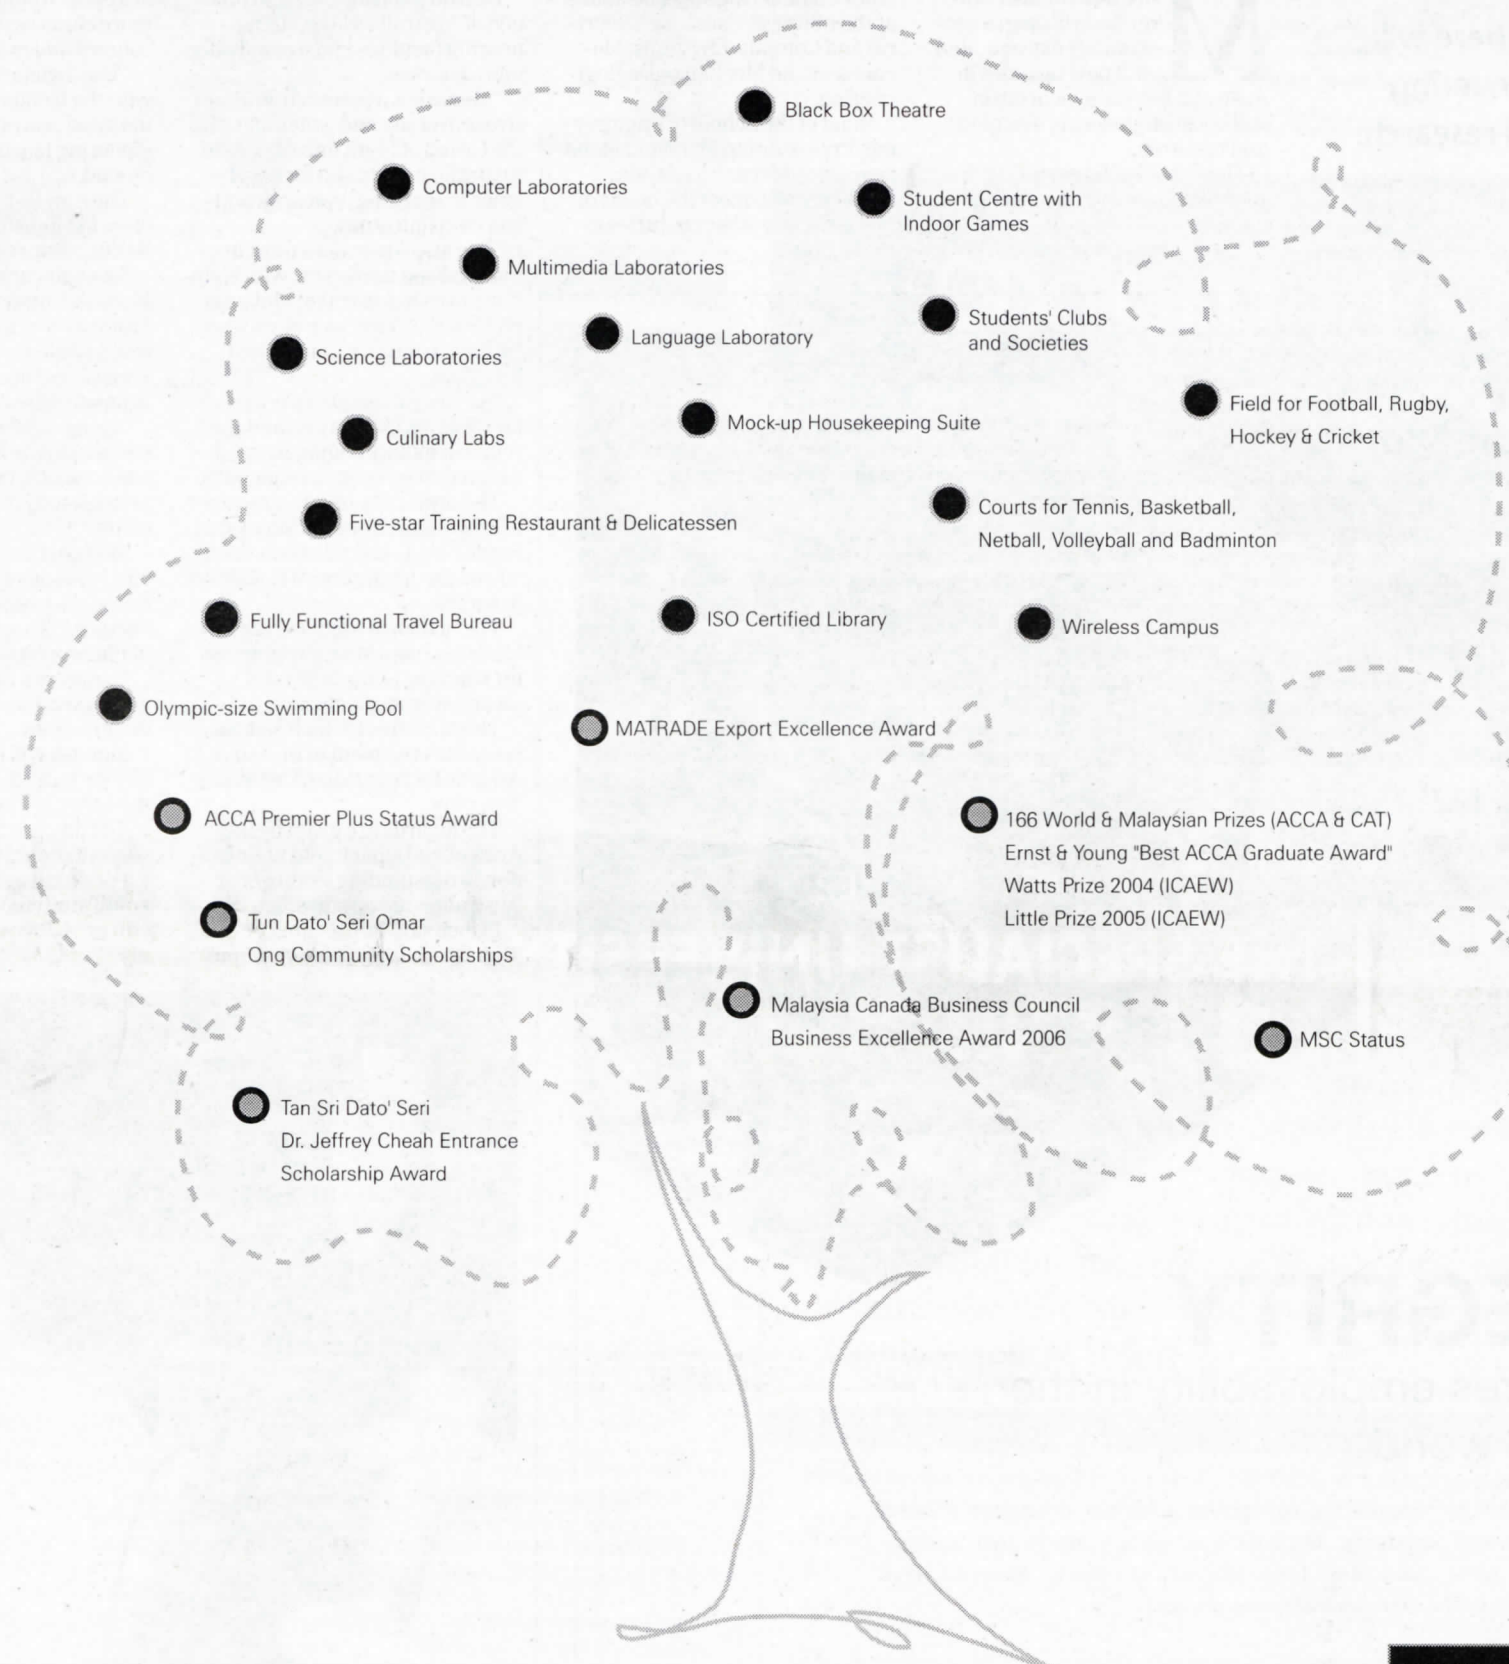 Black Box Theatre
Computer Laboratories
Student Centre with
Indoor Games
Multimedia Laboratories
Students' Clubs
and Societies
Language Laboratory
Science Laboratories
Field for Football, Rugby,
Hockey & Cricket
Mock-up Housekeeping Suite
Culinary Labs
Courts for Tennis, Basketball,
Netball, Volleyball and Badminton
Five-star Training Restaurant & Delicatessen
Fully Functional Travel Bureau
ISO Certified Library
Wireless Campus
Olympic-size Swimming Pool
MATRADE Export Excellence Award
ACCA Premier Plus Status Award
166 World & Malaysian Prizes (ACCA & CAT)
Ernst & Young "Best ACCA Graduate Award"
Watts Prize 2004 (ICAEW)
Little Prize 2005 (ICAEW)
Tun Dato' Seri Omar
Ong Community Scholarships
Malaysia Canada Business Council
Business Excellence Award 2006
MSC Status
Tan Sri Dato' Seri
Dr. Jeffrey Cheah Entrance
Scholarship Award